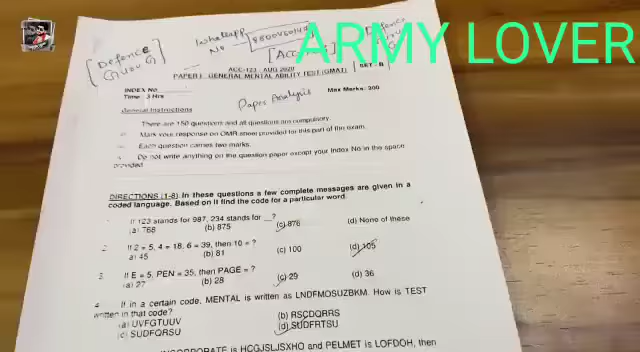 ARMY LOVER
[Defence Guru G]
Whatsapp No
Defence
ACC-123 AUG 2020
PAPER I GENERAL MENTAL ABILITY TEST (GMAT) SET - B
INDEX No
Time: 3 Hrs
Max Marks: 300
Paper Analysis
General Instructions
There are 150 questions and all questions are compulsory.
Mark your response on OMR sheet provided for this part of the exam.
Each question carries two marks.
Do not write anything on the question paper except your Index No in the space
provided
DIRECTIONS (1-8) In these questions a few complete messages are given in a
coded language. Based on it find the code for a particular word.
1. If 123 stands for 987, 234 stands for __?
(a) 768 (b) 875 (c) 876 (d) None of these
2. If 2 = 5, 4 = 18, 6 = 39, then 10 = ?
a) 45 (b) 81 (c) 100 (d) 105
3. If E = 5, PEN = 35, then PAGE = ?
(a) 27 (b) 28 (c) 29 (d) 36
4. If in a certain code, MENTAL is written as LNDFMOSUZBKM. How is TEST
written in that code?
(a) UVFGTUUV (b) RSCDQRRS
(c) SUDFQRSU (d) SUDFRTSU
INCORPORATE is HCGJSLJSXHO and PELMET is LOFDOH, then